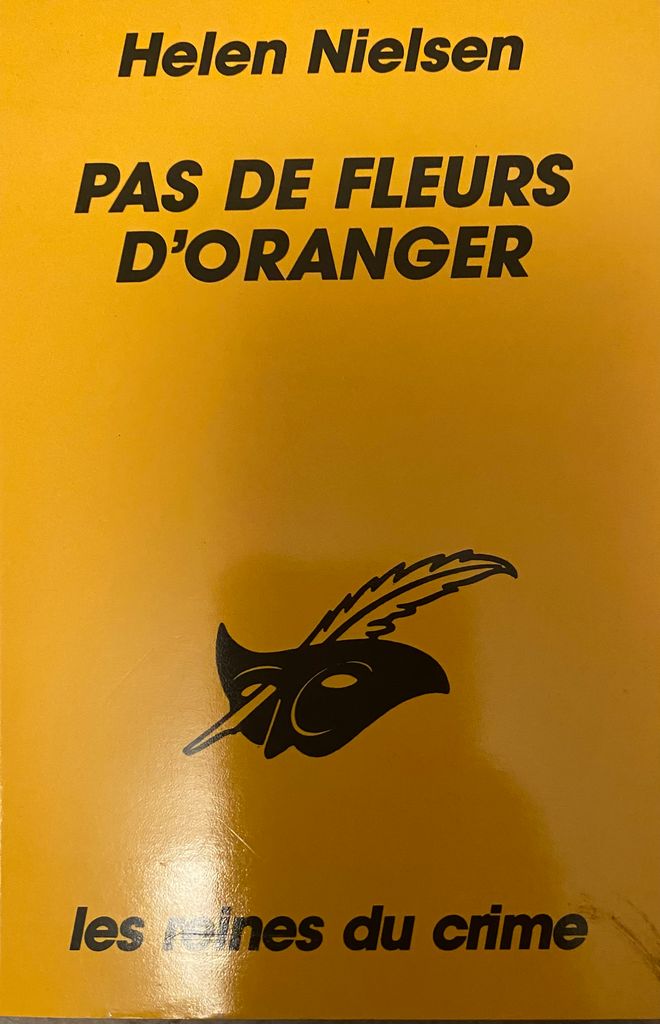 Helen Nielsen
PAS DE FLEURS
D'ORANGER
les reines du crime